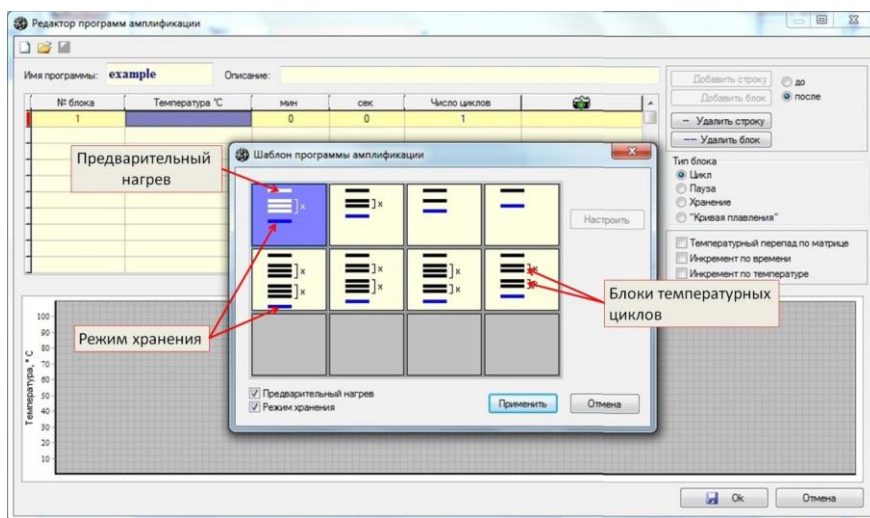 Редактор программ амплификации
Имя программы: example Описание:
№ блока Температура °С мин сек Число циклов
1 0 0 1
Добавить строку
Добавить блок
до
после
– Удалить строку
–– Удалить блок
Тип блока
Цикл
Пауза
Хранение
"Кривая плавления"
Температурный перепад по матрице
Инкремент по времени
Инкремент по температуре
Шаблон программы амплификации
Предварительный
нагрев
x
x
Настроить
x
x
x
x
x
x
Режим хранения
Блоки температурных
циклов
Предварительный нагрев
Режим хранения
Применить Отмена
Температура, °С
100
90
80
70
60
50
40
30
20
10
Ok Отмена